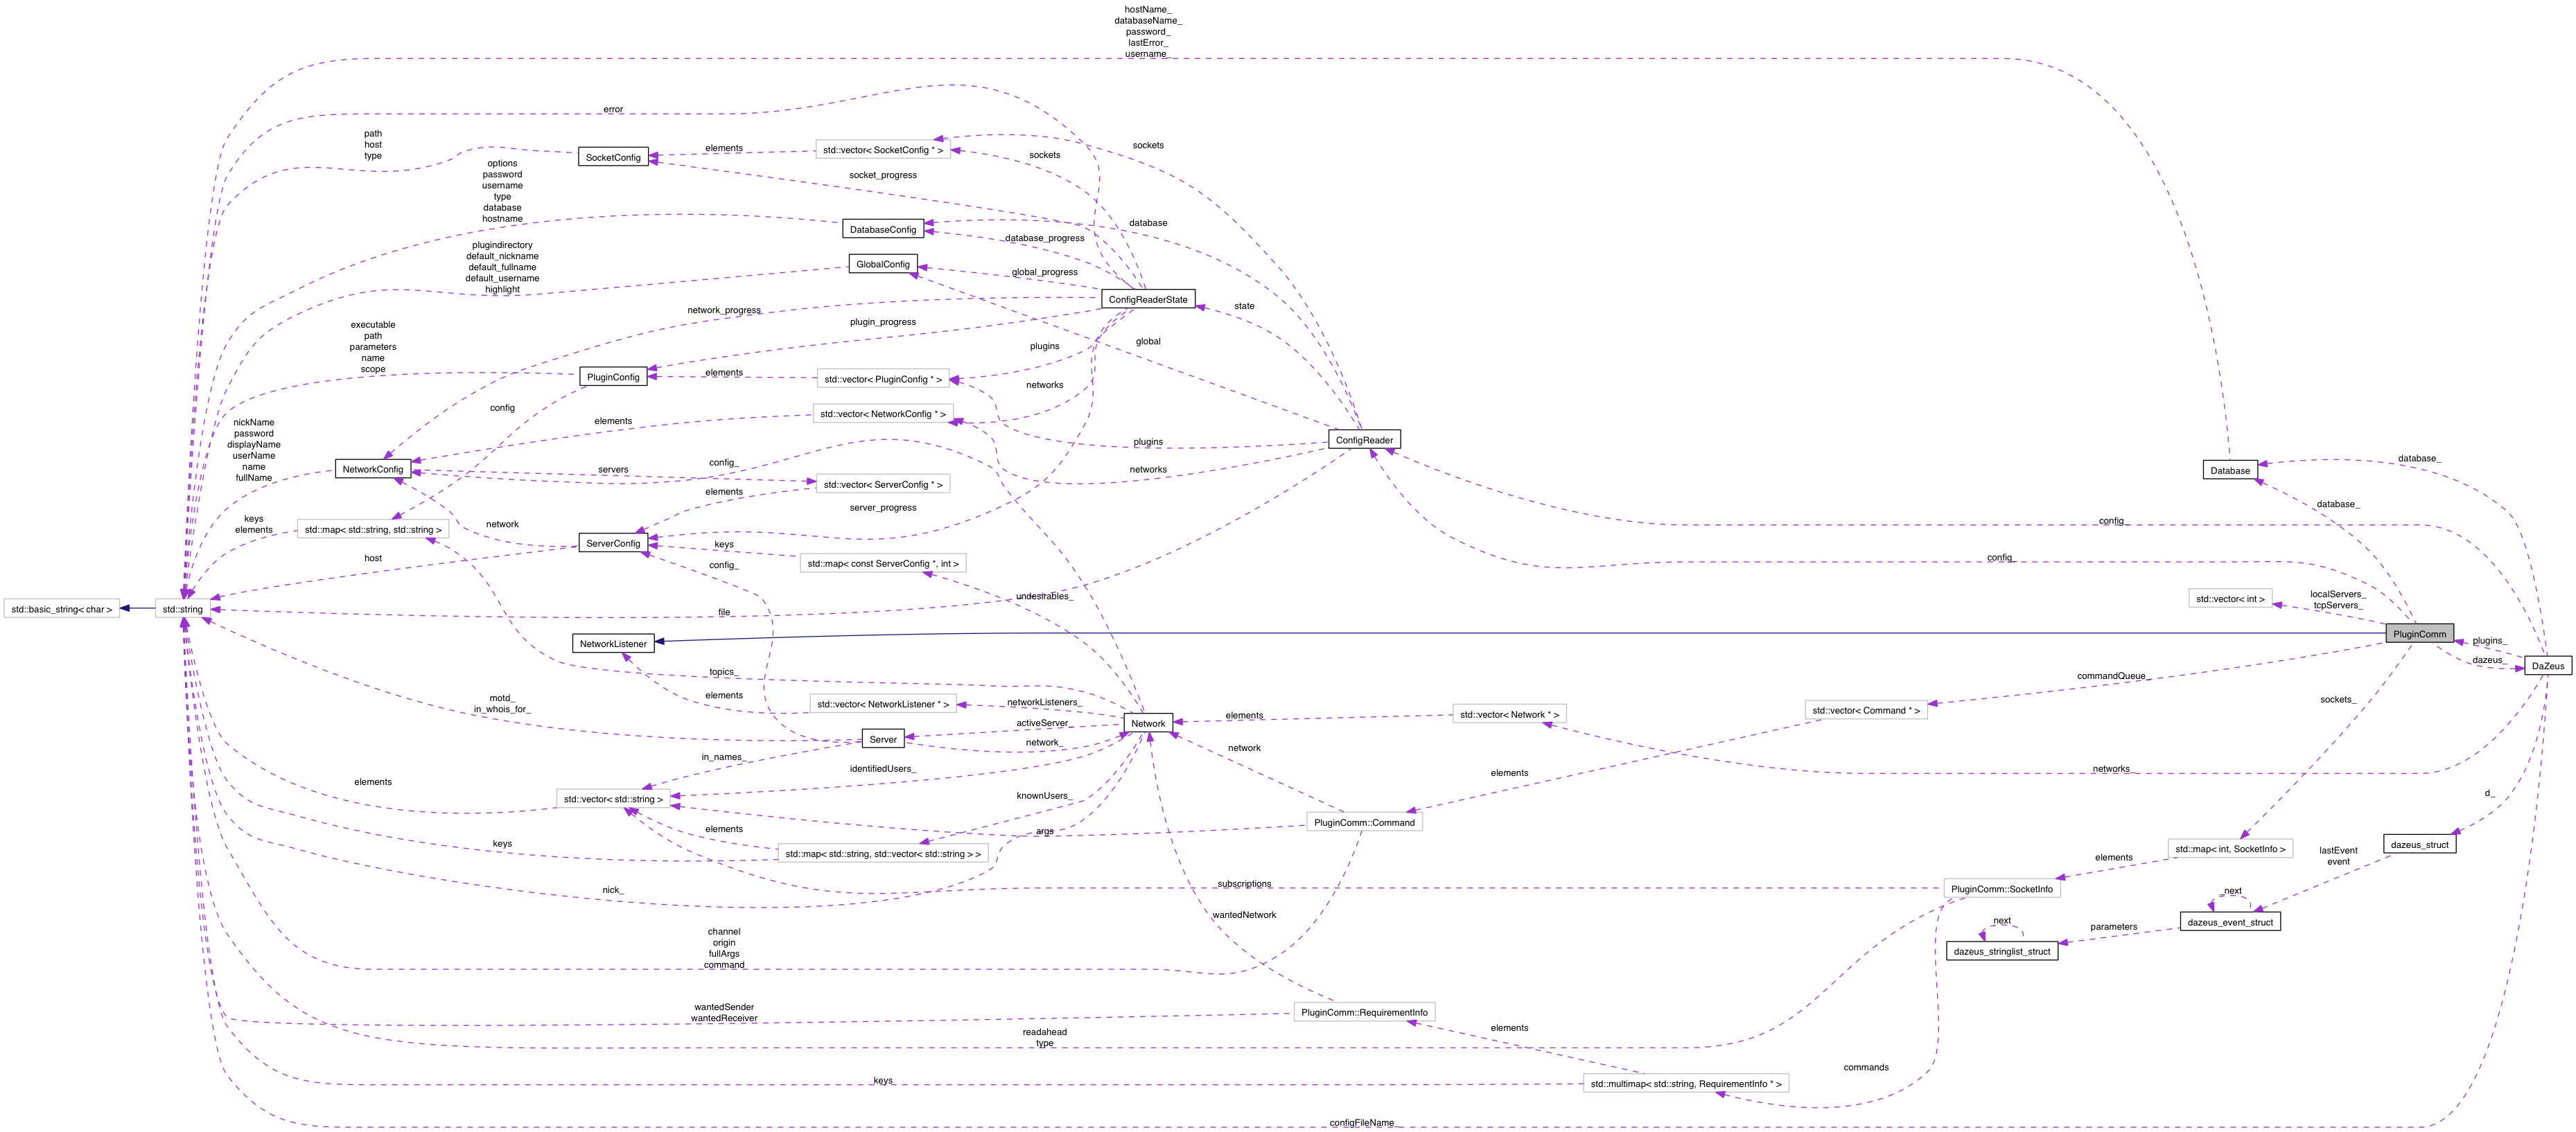 hostName_
databaseName_
password_
lastError_
username_
error
path
host
type
SocketConfig
elements
std::vector< SocketConfig * >
sockets
sockets
socket_progress
options
password
username
type
database
hostname
DatabaseConfig
database
database_progress
plugindirectory
default_nickname
default_fullname
default_username
highlight
GlobalConfig
global_progress
ConfigReaderState
state
network_progress
plugin_progress
global
executable
path
parameters
name
scope
PluginConfig
elements
std::vector< PluginConfig * >
plugins
networks
config
std::vector< NetworkConfig * >
elements
plugins
ConfigReader
nickName
password
displayName
userName
name
fullName
NetworkConfig
servers
config_
networks
std::vector< ServerConfig * >
elements
server_progress
Database
database_
database_
keys
elements
std::map< std::string, std::string >
network
ServerConfig
keys
std::map< const ServerConfig *, int >
config_
config_
host
config_
undesirables_
std::basic_string< char >
std::string
file
std::vector< int >
localServers_
tcpServers_
NetworkListener
PluginComm
plugins_
dazeus_
DaZeus
topics_
elements
std::vector< NetworkListener * >
networkListeners_
motd_
in_whois_for_
Server
activeServer_
network_
Network
elements
std::vector< Network * >
commandQueue_
std::vector< Command * >
sockets_
in_names_
identifiedUsers_
network
elements
networks_
elements
std::vector< std::string >
knownUsers_
d_
args
PluginComm::Command
elements
keys
std::map< std::string, std::vector< std::string > >
std::map< int, SocketInfo >
dazeus_struct
elements
lastEvent
event
nick_
subscriptions
PluginComm::SocketInfo
_next
wantedNetwork
next
dazeus_event_struct
parameters
dazeus_stringlist_struct
channel
origin
fullArgs
command
wantedSender
wantedReceiver
PluginComm::RequirementInfo
readahead
type
elements
commands
keys
std::multimap< std::string, RequirementInfo * >
configFileName_